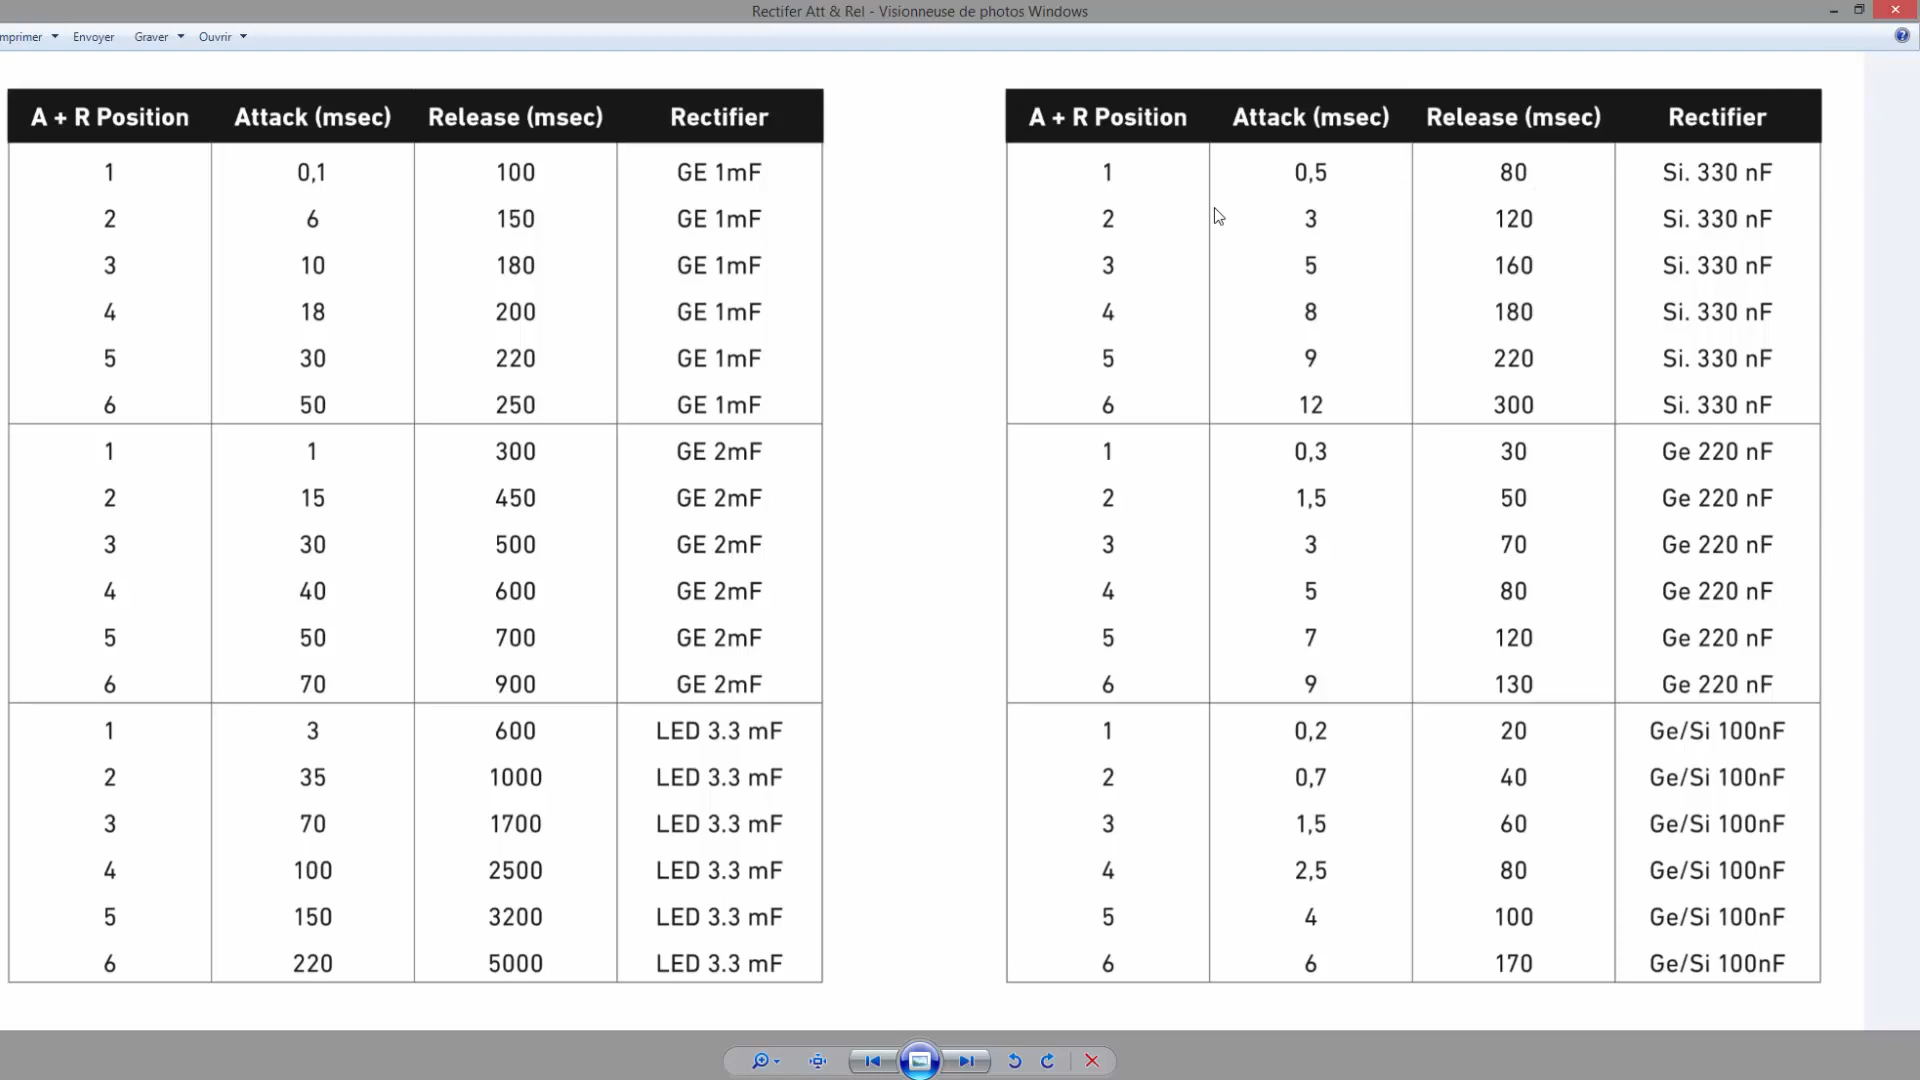 Rectifer Att & Rel - Visionneuse de photos Windows
mprimer Envoyer Graver Ouvrir
A + R Position Attack (msec) Release (msec) Rectifier
1 0,1 100 GE 1mF
2 6 150 GE 1mF
3 10 180 GE 1mF
4 18 200 GE 1mF
5 30 220 GE 1mF
6 50 250 GE 1mF
1 1 300 GE 2mF
2 15 450 GE 2mF
3 30 500 GE 2mF
4 40 600 GE 2mF
5 50 700 GE 2mF
6 70 900 GE 2mF
1 3 600 LED 3.3 mF
2 35 1000 LED 3.3 mF
3 70 1700 LED 3.3 mF
4 100 2500 LED 3.3 mF
5 150 3200 LED 3.3 mF
6 220 5000 LED 3.3 mF
A + R Position Attack (msec) Release (msec) Rectifier
1 0,5 80 Si. 330 nF
2 3 120 Si. 330 nF
3 5 160 Si. 330 nF
4 8 180 Si. 330 nF
5 9 220 Si. 330 nF
6 12 300 Si. 330 nF
1 0,3 30 Ge 220 nF
2 1,5 50 Ge 220 nF
3 3 70 Ge 220 nF
4 5 80 Ge 220 nF
5 7 120 Ge 220 nF
6 9 130 Ge 220 nF
1 0,2 20 Ge/Si 100nF
2 0,7 40 Ge/Si 100nF
3 1,5 60 Ge/Si 100nF
4 2,5 80 Ge/Si 100nF
5 4 100 Ge/Si 100nF
6 6 170 Ge/Si 100nF